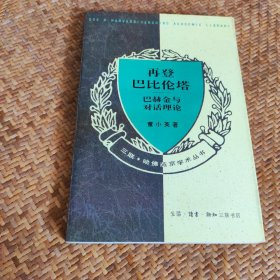 再登
巴比伦塔
巴赫金与
对话理论
董小英著
三联·哈佛燕京学术丛书
生活·读书·新知三联书店